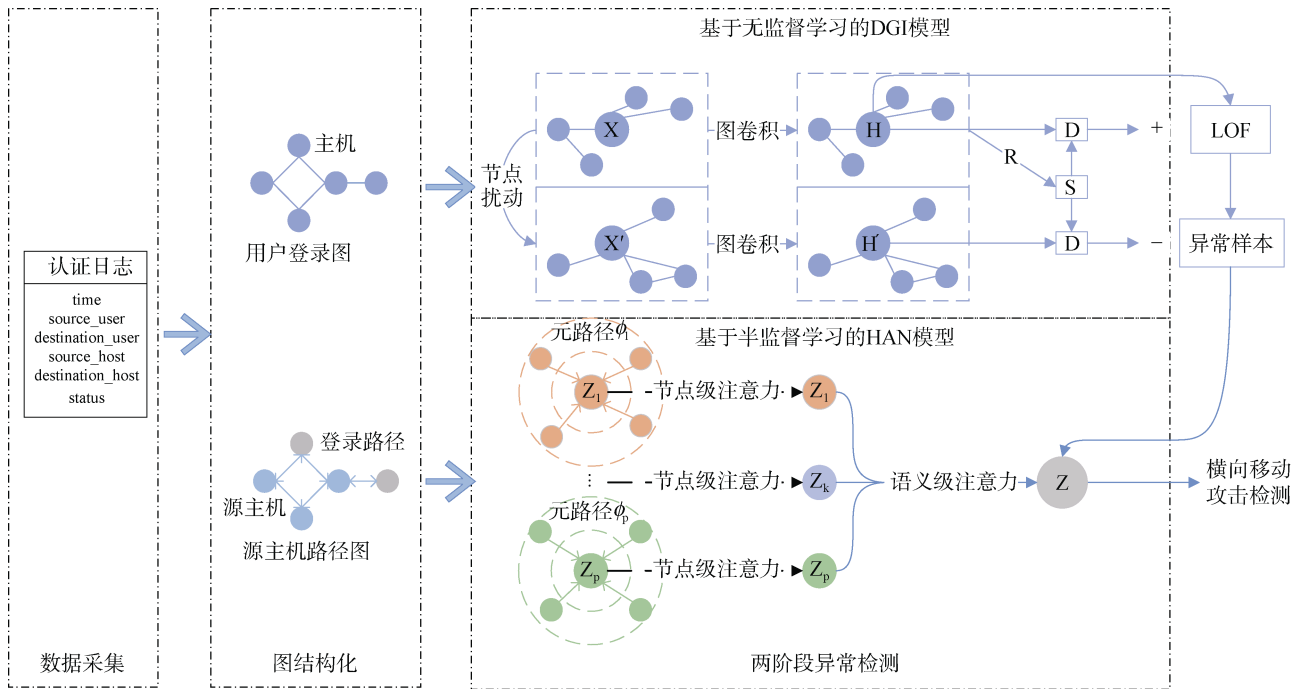 认证日志
time
source_user
destination_user
source_host
destination_host
status
数据采集
主机
用户登录图
登录路径
源主机
源主机路径图
图结构化
基于无监督学习的DGI模型
节点
扰动
X
图卷积
H
R
D
+
S
X′
图卷积
H′
D
−
LOF
异常样本
基于半监督学习的HAN模型
元路径ϕ1
Z1
节点级注意力
Z1
⋮
节点级注意力
Zk
元路径ϕp
Zp
节点级注意力
Zp
语义级注意力
Z
横向移动
攻击检测
两阶段异常检测